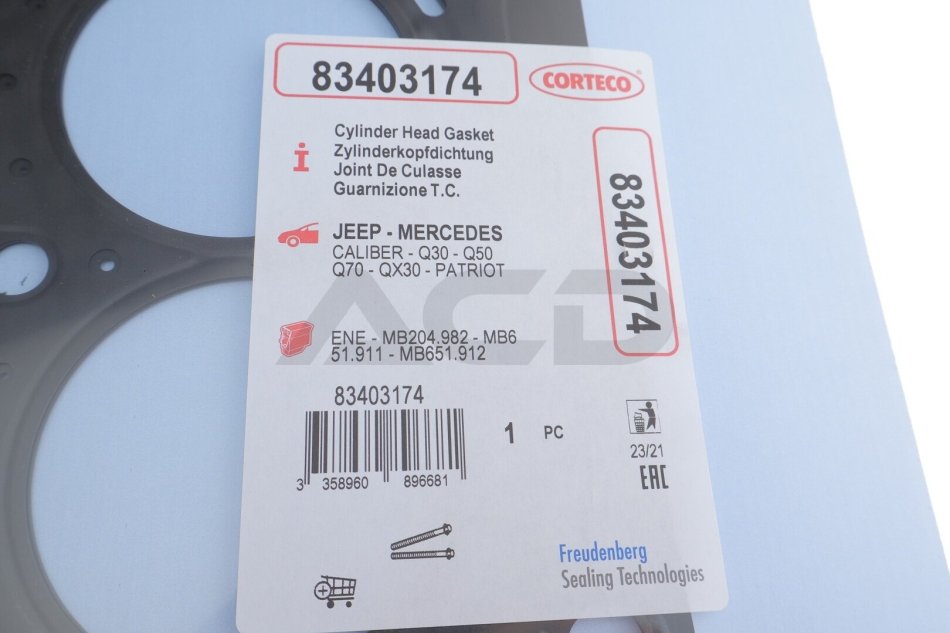 83403174
CORTECO
Cylinder Head Gasket
Zylinderkopfdichtung
Joint De Culasse
Guarnizione T.C.
83403174
JEEP - MERCEDES
CALIBER - Q30 - Q50
Q70 - QX30 - PATRIOT
ACD
ENE - MB204.982 - MB6
51.911 - MB651.912
83403174
1 PC
3 358960 896681
23/21
EAC
Freudenberg
Sealing Technologies